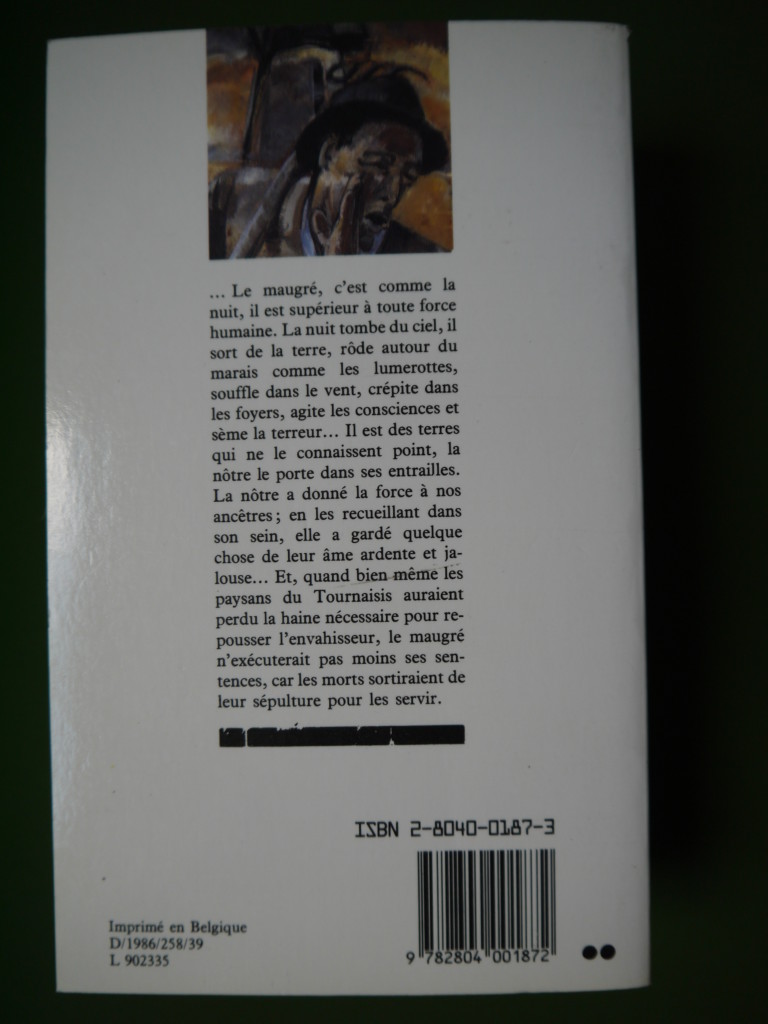 ... Le maugré, c'est comme la
nuit, il est supérieur à toute force
humaine. La nuit tombe du ciel, il
sort de la terre, rôde autour du
marais comme les lumerottes,
souffle dans le vent, crépite dans
les foyers, agite les consciences et
sème la terreur... Il est des terres
qui ne le connaissent point, la
nôtre le porte dans ses entrailles.
La nôtre a donné la force à nos
ancêtres ; en les recueillant dans
son sein, elle a gardé quelque
chose de leur âme ardente et ja-
louse... Et, quand bien même les
paysans du Tournaisis auraient
perdu la haine nécessaire pour re-
pousser l'envahisseur, le maugré
n'exécuterait pas moins ses sen-
tences, car les morts sortiraient de
leur sépulture pour les servir.
ISBN 2-8040-0187-3
9 782804 001872
Imprimé en Belgique
D/1986/258/39
L 902335